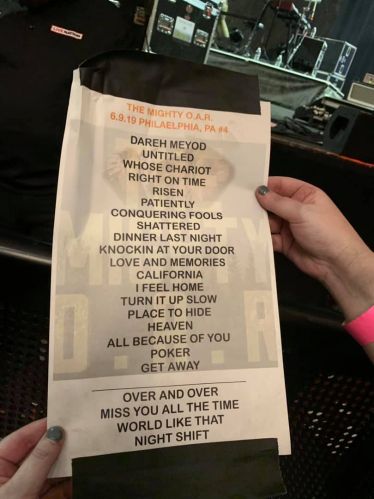 THE MIGHTY O.A.R.
6.9.19 PHILAELPHIA, PA #4
DAREH MEYOD
UNTITLED
WHOSE CHARIOT
RIGHT ON TIME
RISEN
PATIENTLY
CONQUERING FOOLS
SHATTERED
DINNER LAST NIGHT
KNOCKIN AT YOUR DOOR
LOVE AND MEMORIES
CALIFORNIA
I FEEL HOME
TURN IT UP SLOW
PLACE TO HIDE
HEAVEN
ALL BECAUSE OF YOU
POKER
GET AWAY
OVER AND OVER
MISS YOU ALL THE TIME
WORLD LIKE THAT
NIGHT SHIFT
MIGHTY
O.A.R